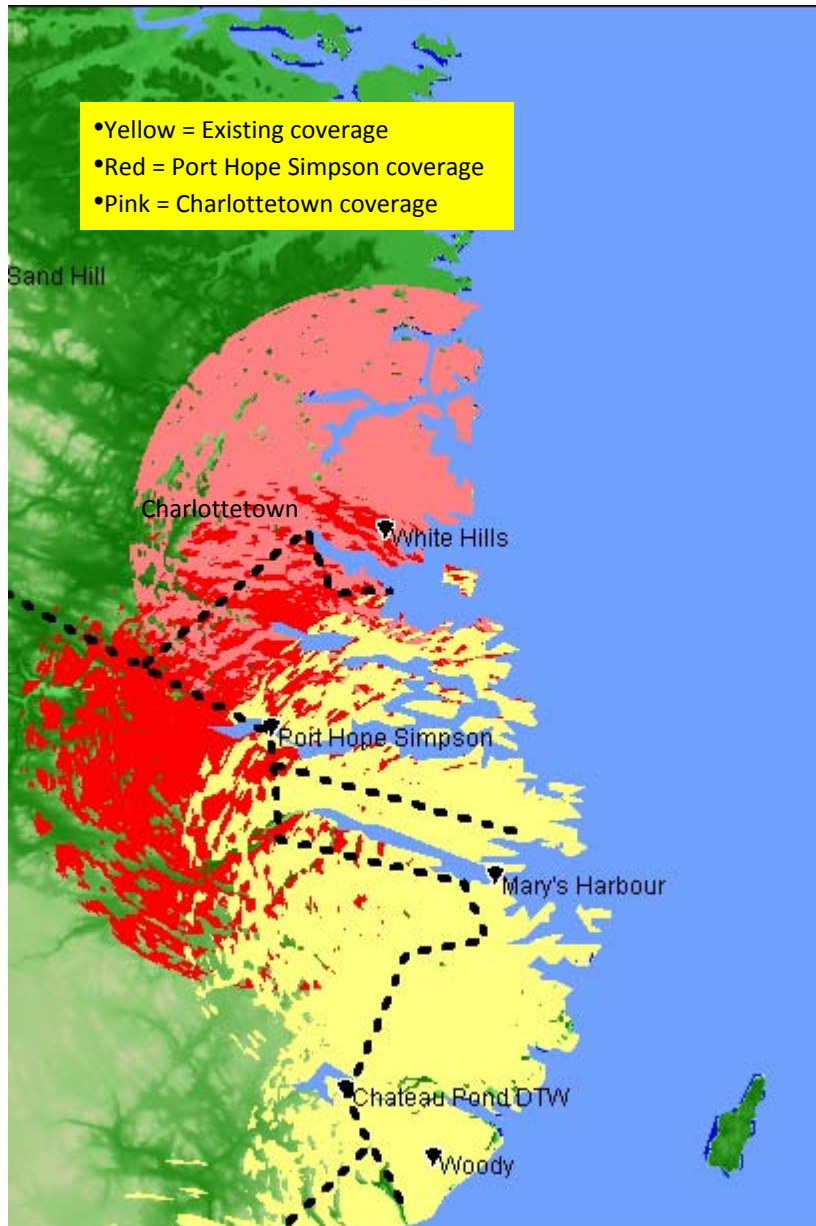 •Yellow = Existing coverage
•Red = Port Hope Simpson coverage
•Pink = Charlottetown coverage
Sand Hill
Charlottetown
White Hills
Port Hope Simpson
Mary's Harbour
Chateau Pond DTW
Woody